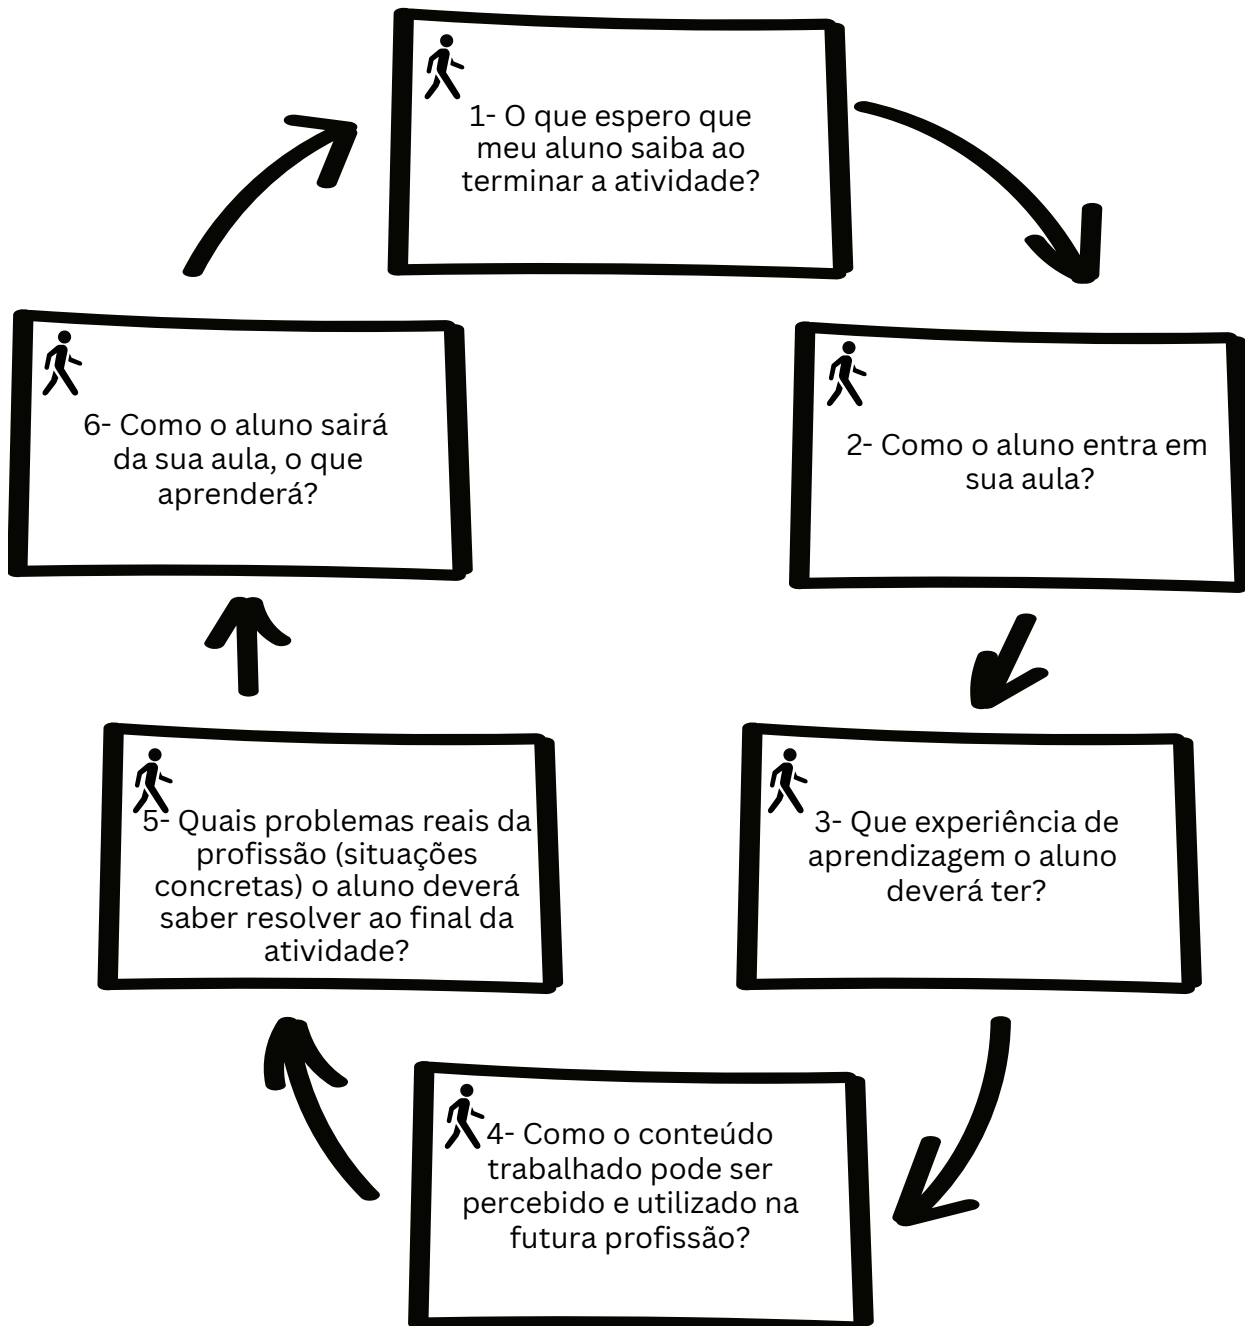 1- O que espero que
meu aluno saiba ao
terminar a atividade?
2- Como o aluno entra em
sua aula?
3- Que experiência de
aprendizagem o aluno
deverá ter?
4- Como o conteúdo
trabalhado pode ser
percebido e utilizado na
futura profissão?
5- Quais problemas reais da
profissão (situações
concretas) o aluno deverá
saber resolver ao final da
atividade?
6- Como o aluno sairá
da sua aula, o que
aprenderá?